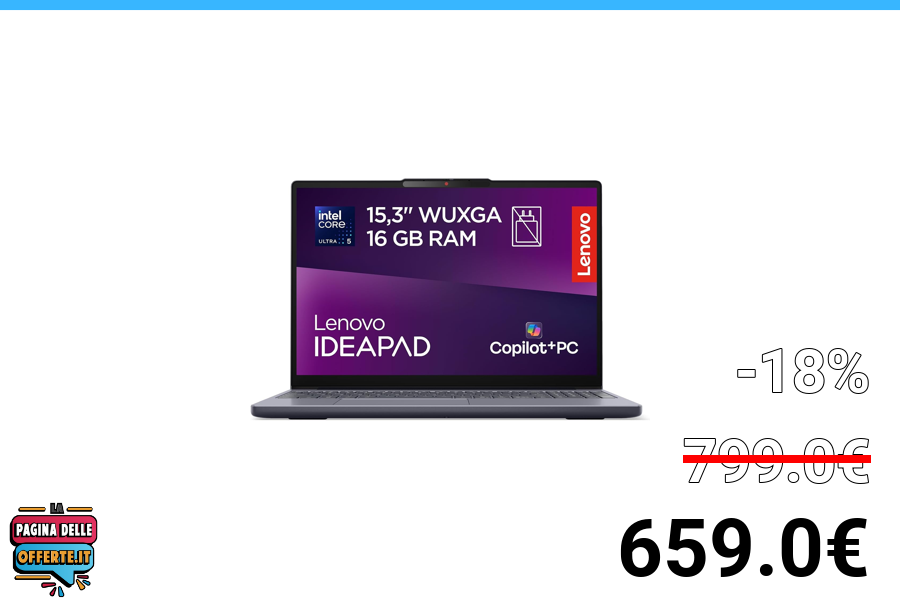 intel
CORE
ULTRA 5
15,3" WUXGA
16 GB RAM
Lenovo
Lenovo
IDEAPAD
Copilot+PC
-18%
799.0€
659.0€
LA
PAGINA DELLE
OFFERTE.IT